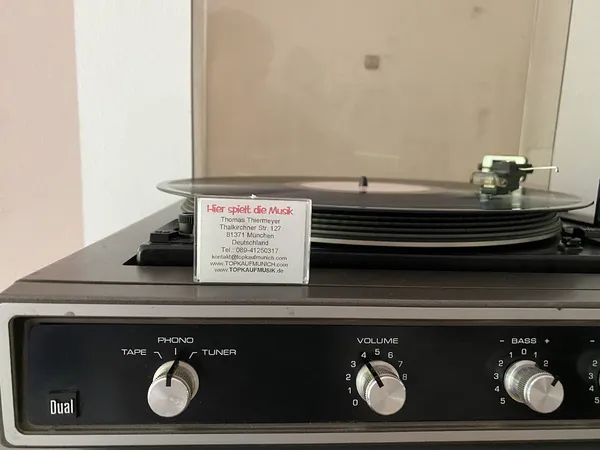 Hier spielt die Musik
Thomas Thiermeyer
Thalkirchner Str. 127
81371 München
Deutschland
Tel.: 089-41250317
kontakt@topkaufmunich.com
www.TOPKAUFMUNICH.com
www.TOPKAUFMUSIK.de
PHONO
TAPE TUNER
VOLUME
0 1 2 3 4 5 6 7 8
- BASS +
5 4 3 2 1 0 1 2 3 4 5
-
5
Dual